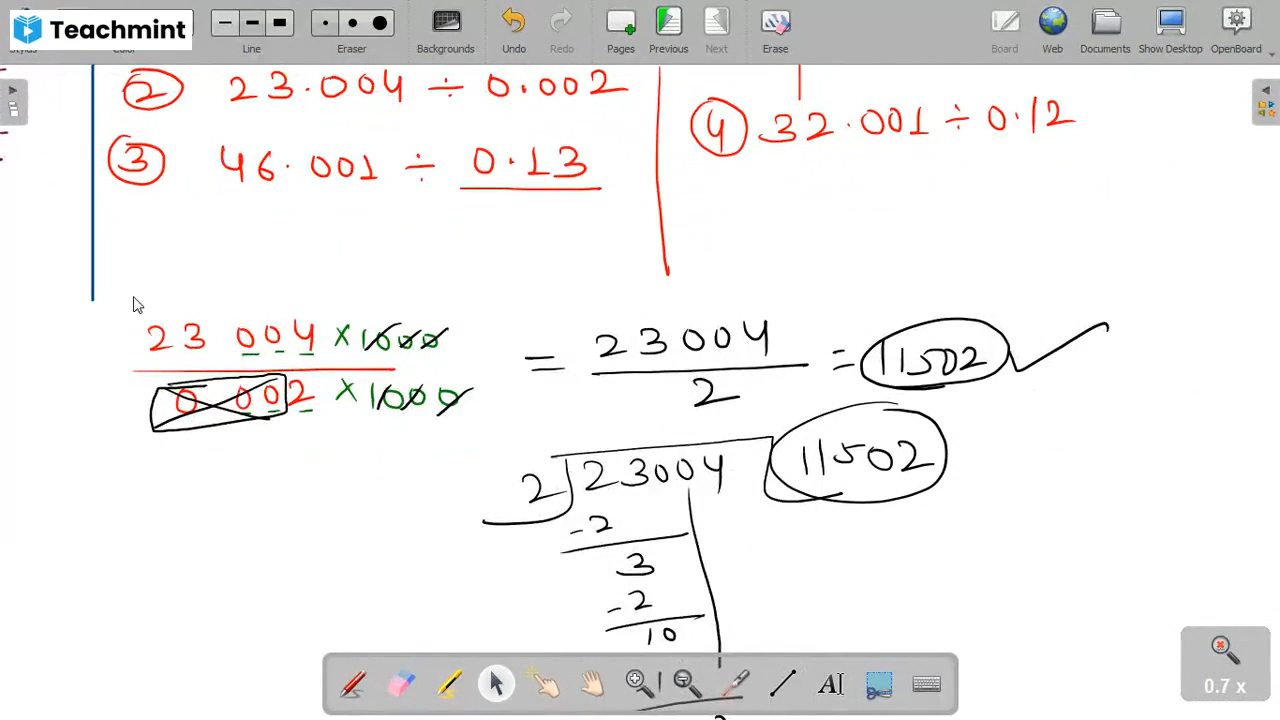 Teachmint
Line
Eraser
Backgrounds
Undo
Redo
Pages
Previous
Next
Erase
Board
Web
Documents
Show Desktop
OpenBoard
② 23.004 ÷ 0.002
③ 46.001 ÷ 0.13
④ 32.001 ÷ 0.12
23 004 × 1000
0 002 × 1000
= 23004
2
= 11502
2 23004 11502
-2
3
-2
10
0.7 x